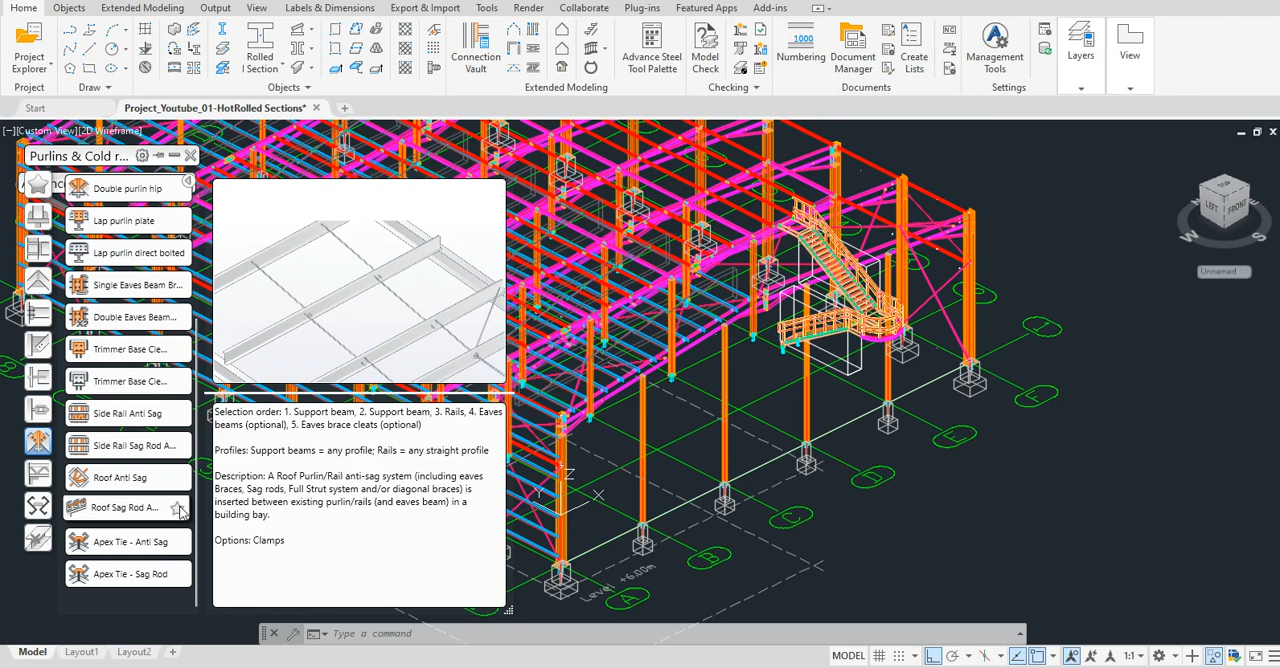 Home Objects Extended Modeling Output View Labels & Dimensions Export & Import Tools Render Collaborate Plug-ins Featured Apps Add-ins
Project Explorer
Rolled I Section
Connection Vault
Advance Steel Tool Palette
Model Check
Numbering
1000
Document Manager
Create Lists
NC
Management Tools
Layers
View
Project Draw Objects Extended Modeling Checking Documents Settings
Start Project_Youtube_01-HotRolled Sections*
[−][Custom View][2D Wireframe]
Purlins & Cold r...
Double purlin hip
Lap purlin plate
Lap purlin direct bolted
Single Eaves Beam Br...
Double Eaves Beam...
Trimmer Base Cle...
Trimmer Base Cle...
Side Rail Anti Sag
Side Rail Sag Rod A...
Roof Anti Sag
Roof Sag Rod A...
Apex Tie - Anti Sag
Apex Tie - Sag Rod
Selection order: 1. Support beam, 2. Support beam, 3. Rails, 4. Eaves
beams (optional), 5. Eaves brace cleats (optional)
Profiles: Support beams = any profile; Rails = any straight profile
Description: A Roof Purlin/Rail anti-sag system (including eaves
Braces, Sag rods, Full Strut system and/or diagonal braces) is
inserted between existing purlin/rails (and eaves beam) in a
building bay.
Options: Clamps
TOP
LEFT FRONT
W S
Unnamed
Z
Y X
F
E
D
C
B
A
Level +6.00m
Type a command
Model Layout1 Layout2 +
MODEL 1:1